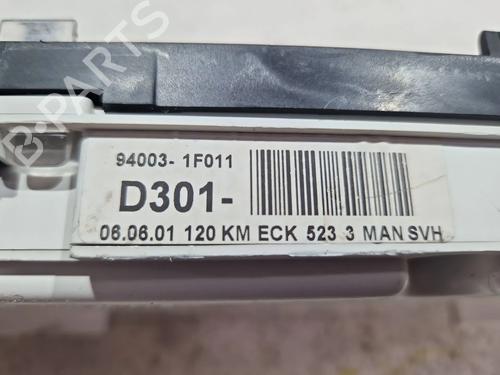 B-PARTS
94003- 1F011
D301-
06.06.01 120 KM ECK 523 3 MAN SVH